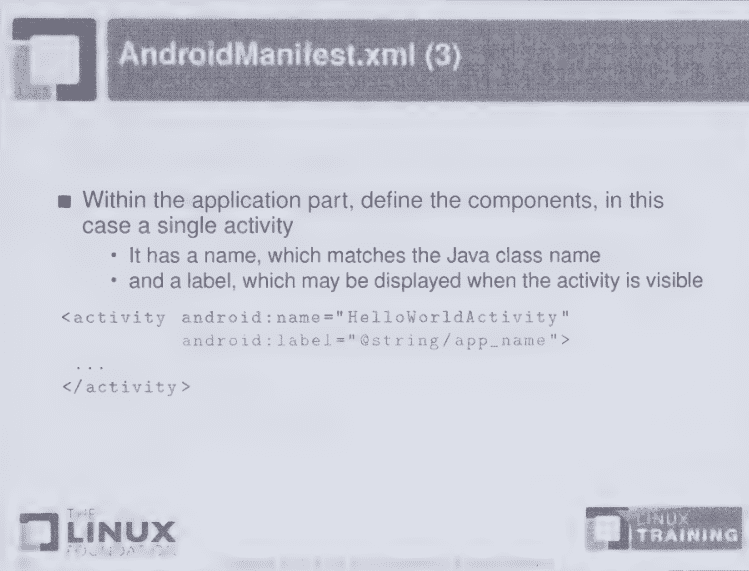 AndroidManifest.xml (3)
Within the application part, define the components, in this
case a single activity
• It has a name, which matches the Java class name
• and a label, which may be displayed when the activity is visible
<activity android:name="HelloWorldActivity"
android:label="@string/app_name">
...
</activity>
THE
LINUX
FOUNDATION
LINUX
TRAINING